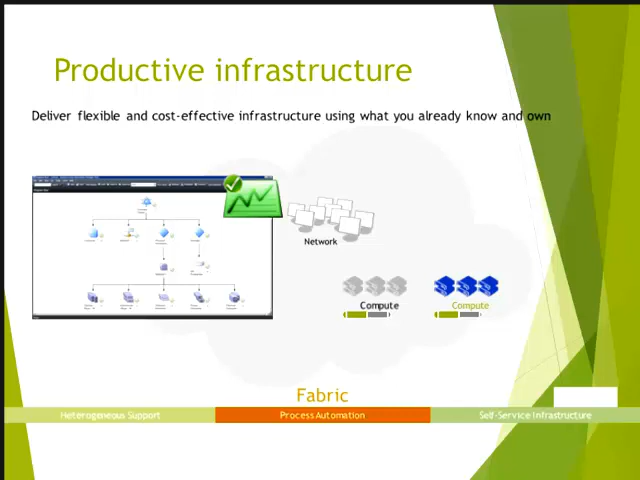 Productive infrastructure
Deliver flexible and cost-effective infrastructure using what you already know and own
Network
Compute
Compute
Fabric
Heterogeneous Support
Process Automation
Self-Service Infrastructure